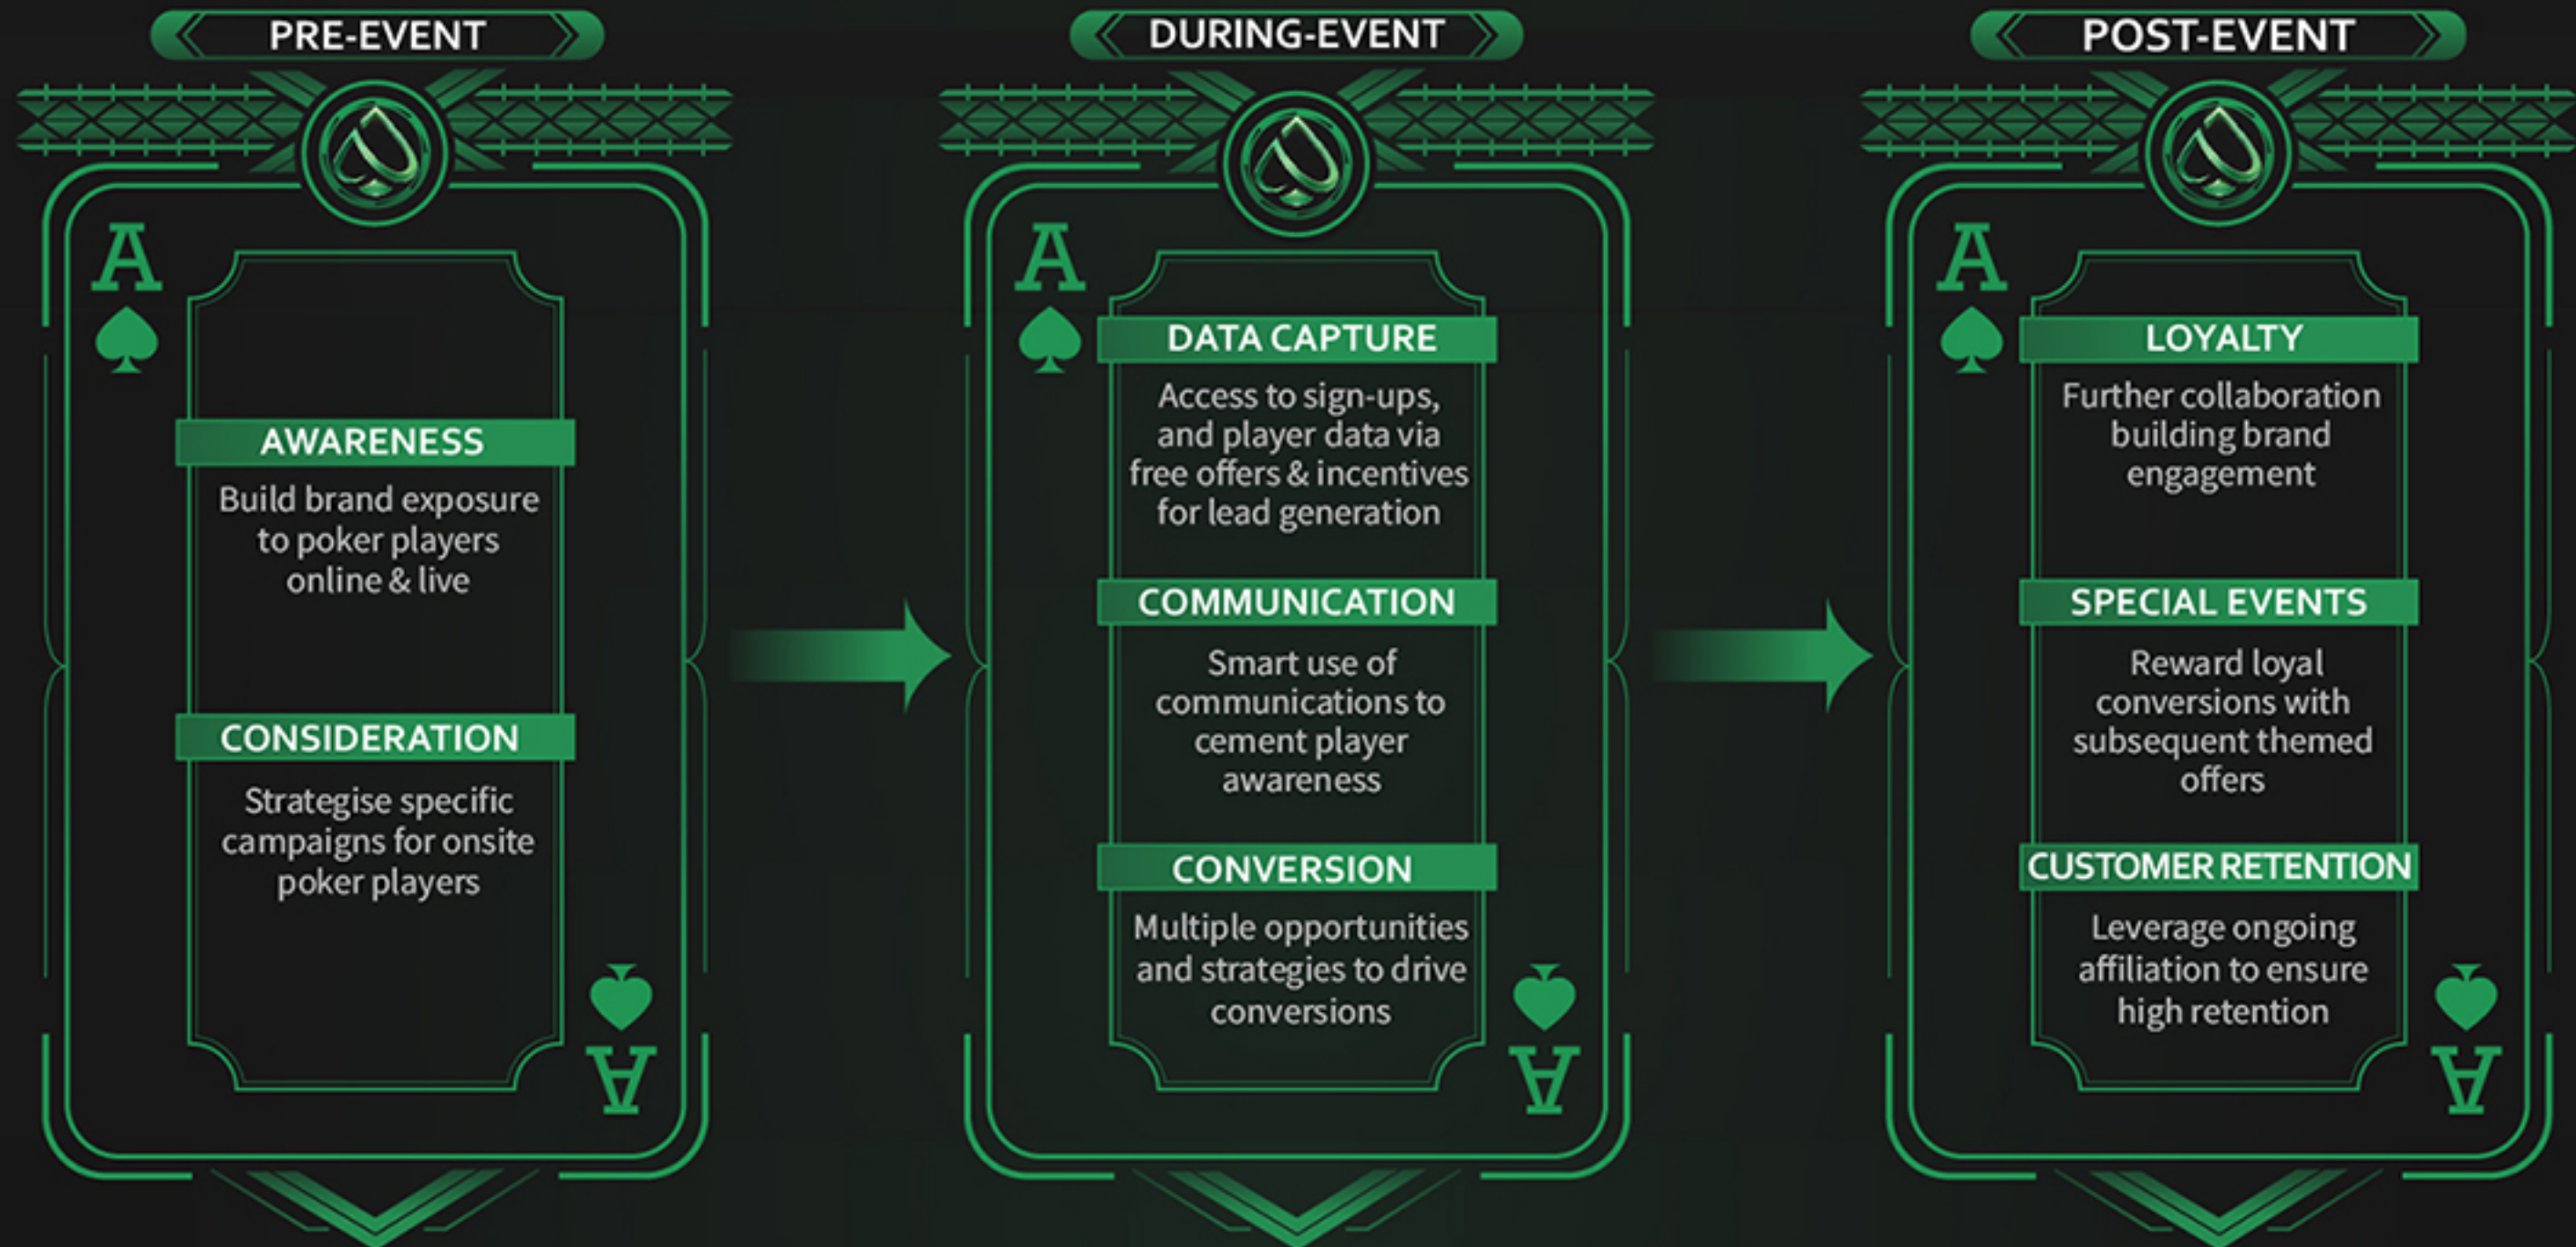 PRE-EVENT
A
AWARENESS
Build brand exposure
to poker players
online & live
CONSIDERATION
Strategise specific
campaigns for onsite
poker players
A
DURING-EVENT
A
DATA CAPTURE
Access to sign-ups,
and player data via
free offers & incentives
for lead generation
COMMUNICATION
Smart use of
communications to
cement player
awareness
CONVERSION
Multiple opportunities
and strategies to drive
conversions
A
POST-EVENT
A
LOYALTY
Further collaboration
building brand
engagement
SPECIAL EVENTS
Reward loyal
conversions with
subsequent themed
offers
CUSTOMER RETENTION
Leverage ongoing
affiliation to ensure
high retention
A